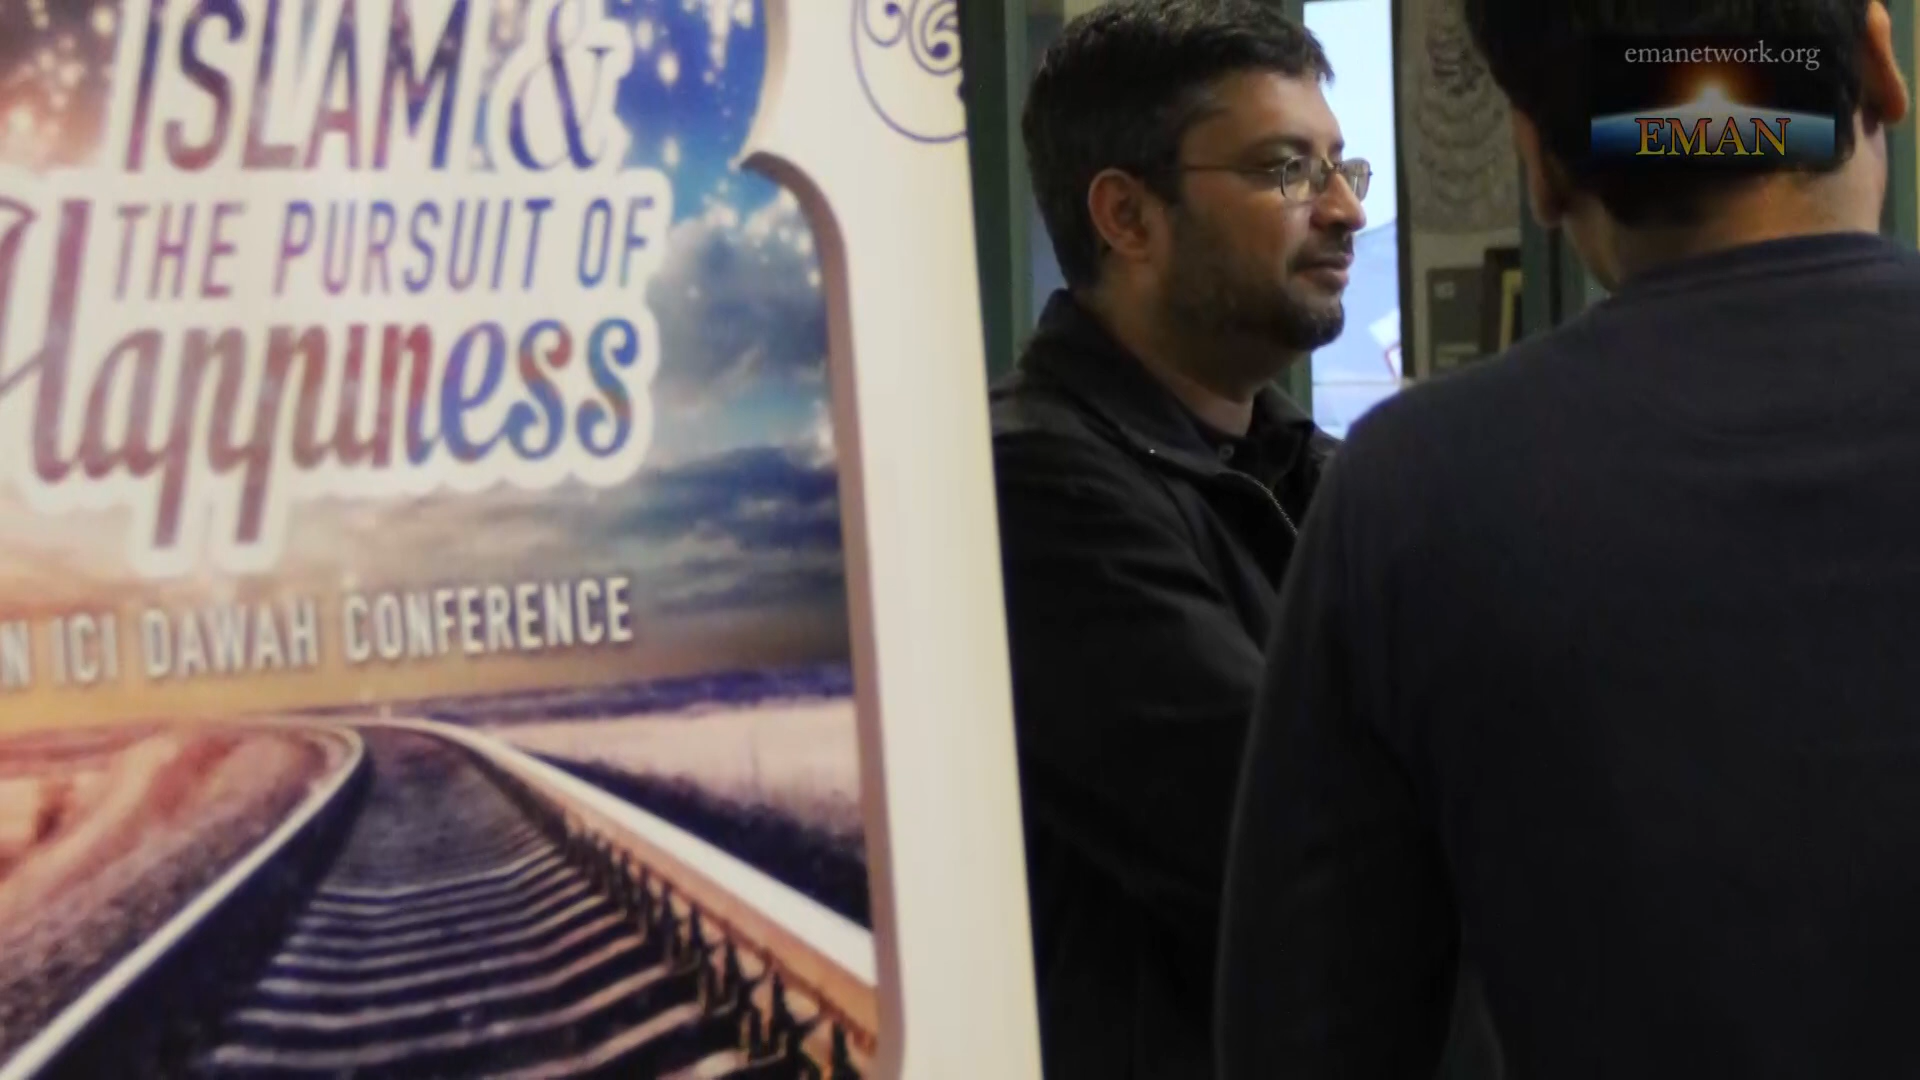 ISLAM &
THE PURSUIT OF
Happiness
ICI DAWAH CONFERENCE
emanetwork.org
EMAN